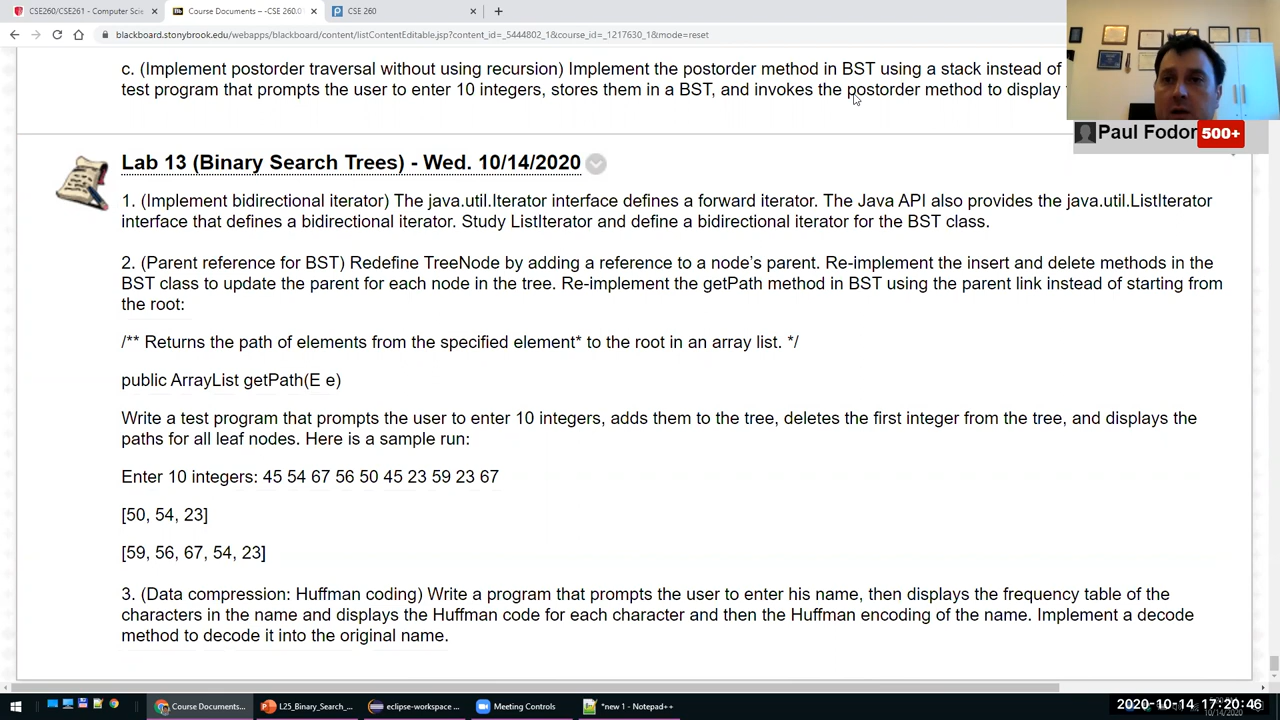 CSE260/CSE261 - Computer Scie
Course Documents – -CSE 260.0
CSE 260
blackboard.stonybrook.edu/webapps/blackboard/content/listContentEditable.jsp?content_id=_5444802_1&course_id=_1217630_1&mode=reset
c. (Implement postorder traversal without using recursion) Implement the postorder method in BST using a stack instead of
test program that prompts the user to enter 10 integers, stores them in a BST, and invokes the postorder method to display
Paul Fodor 500+
Lab 13 (Binary Search Trees) - Wed. 10/14/2020
1. (Implement bidirectional iterator) The java.util.Iterator interface defines a forward iterator. The Java API also provides the java.util.ListIterator
interface that defines a bidirectional iterator. Study ListIterator and define a bidirectional iterator for the BST class.
2. (Parent reference for BST) Redefine TreeNode by adding a reference to a node’s parent. Re-implement the insert and delete methods in the
BST class to update the parent for each node in the tree. Re-implement the getPath method in BST using the parent link instead of starting from
the root:
/** Returns the path of elements from the specified element* to the root in an array list. */
public ArrayList getPath(E e)
Write a test program that prompts the user to enter 10 integers, adds them to the tree, deletes the first integer from the tree, and displays the
paths for all leaf nodes. Here is a sample run:
Enter 10 integers: 45 54 67 56 50 45 23 59 23 67
[50, 54, 23]
[59, 56, 67, 54, 23]
3. (Data compression: Huffman coding) Write a program that prompts the user to enter his name, then displays the frequency table of the
characters in the name and displays the Huffman code for each character and then the Huffman encoding of the name. Implement a decode
method to decode it into the original name.
Course Documents...
L25_Binary_Search_...
eclipse-workspace ...
Meeting Controls
*new 1 - Notepad++
2020-10-14 17:20:46